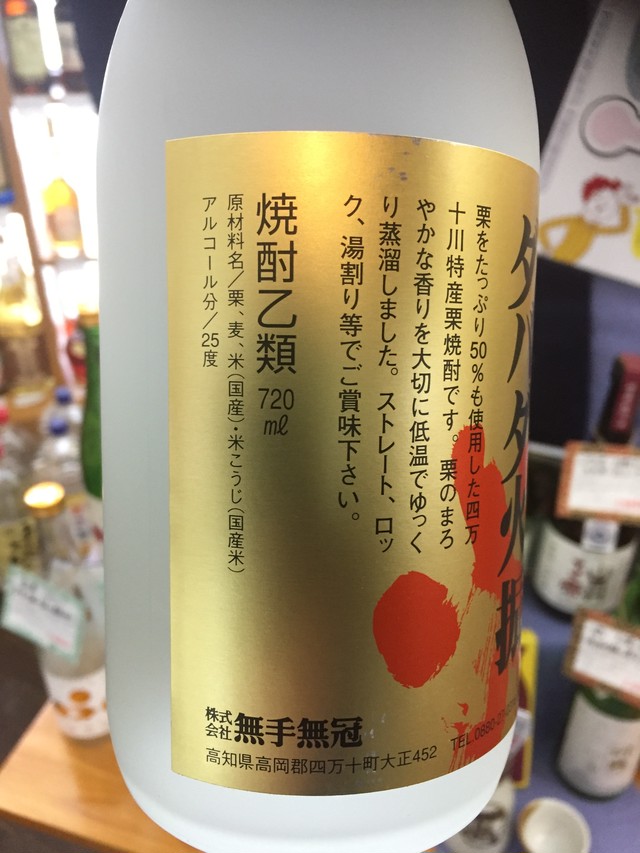 ダバダ火振
栗をたっぷり50%も使用した四万
十川特産栗焼酎です。栗のまろ
やかな香りを大切に低温でゆっく
り蒸溜しました。ストレート、ロッ
ク、湯割り等でご賞味下さい。
焼酎乙類 720㎖
原材料名/栗、麦、米(国産)・米こうじ(国産米)
アルコール分/25度
株式会社 無手無冠
高知県高岡郡四万十町大正452